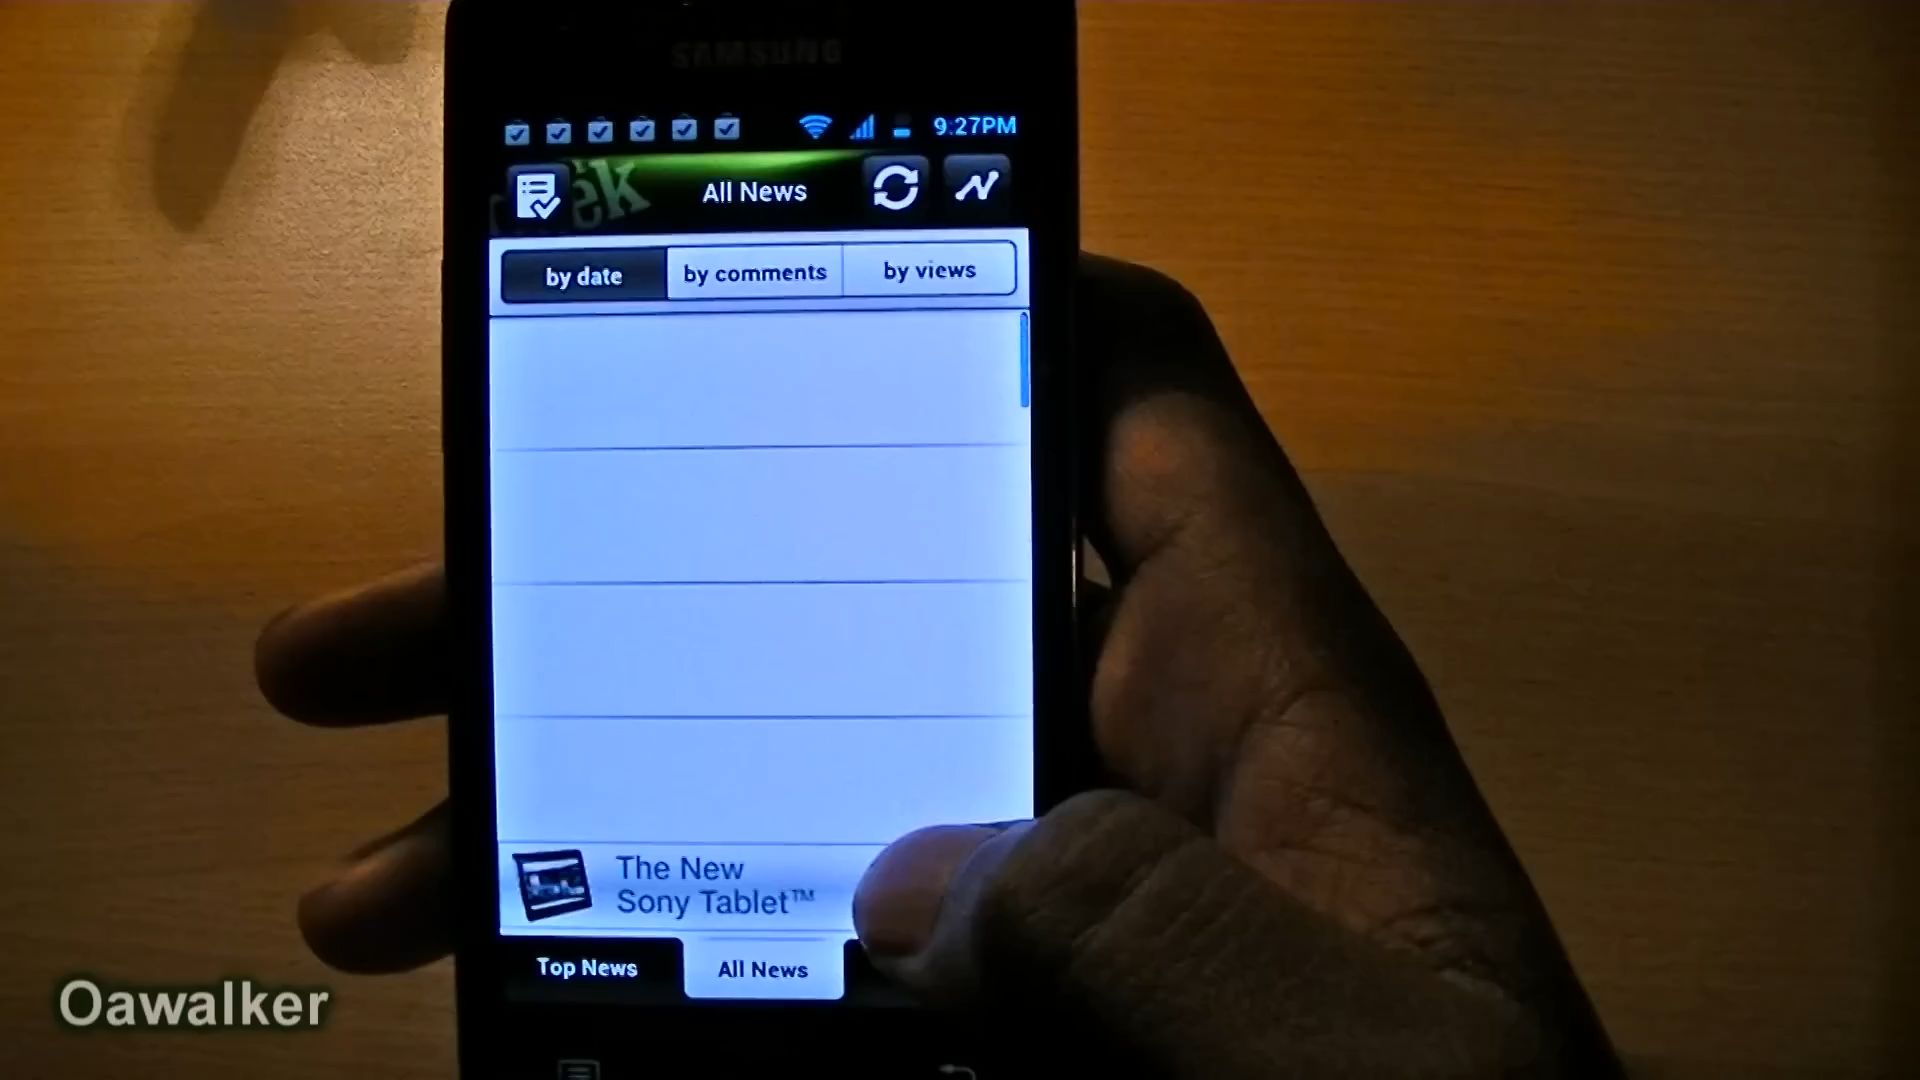 SAMSUNG
9:27PM
ek
All News
by date
by comments
by views
The New
Sony Tablet™
Top News
All News
Oawalker